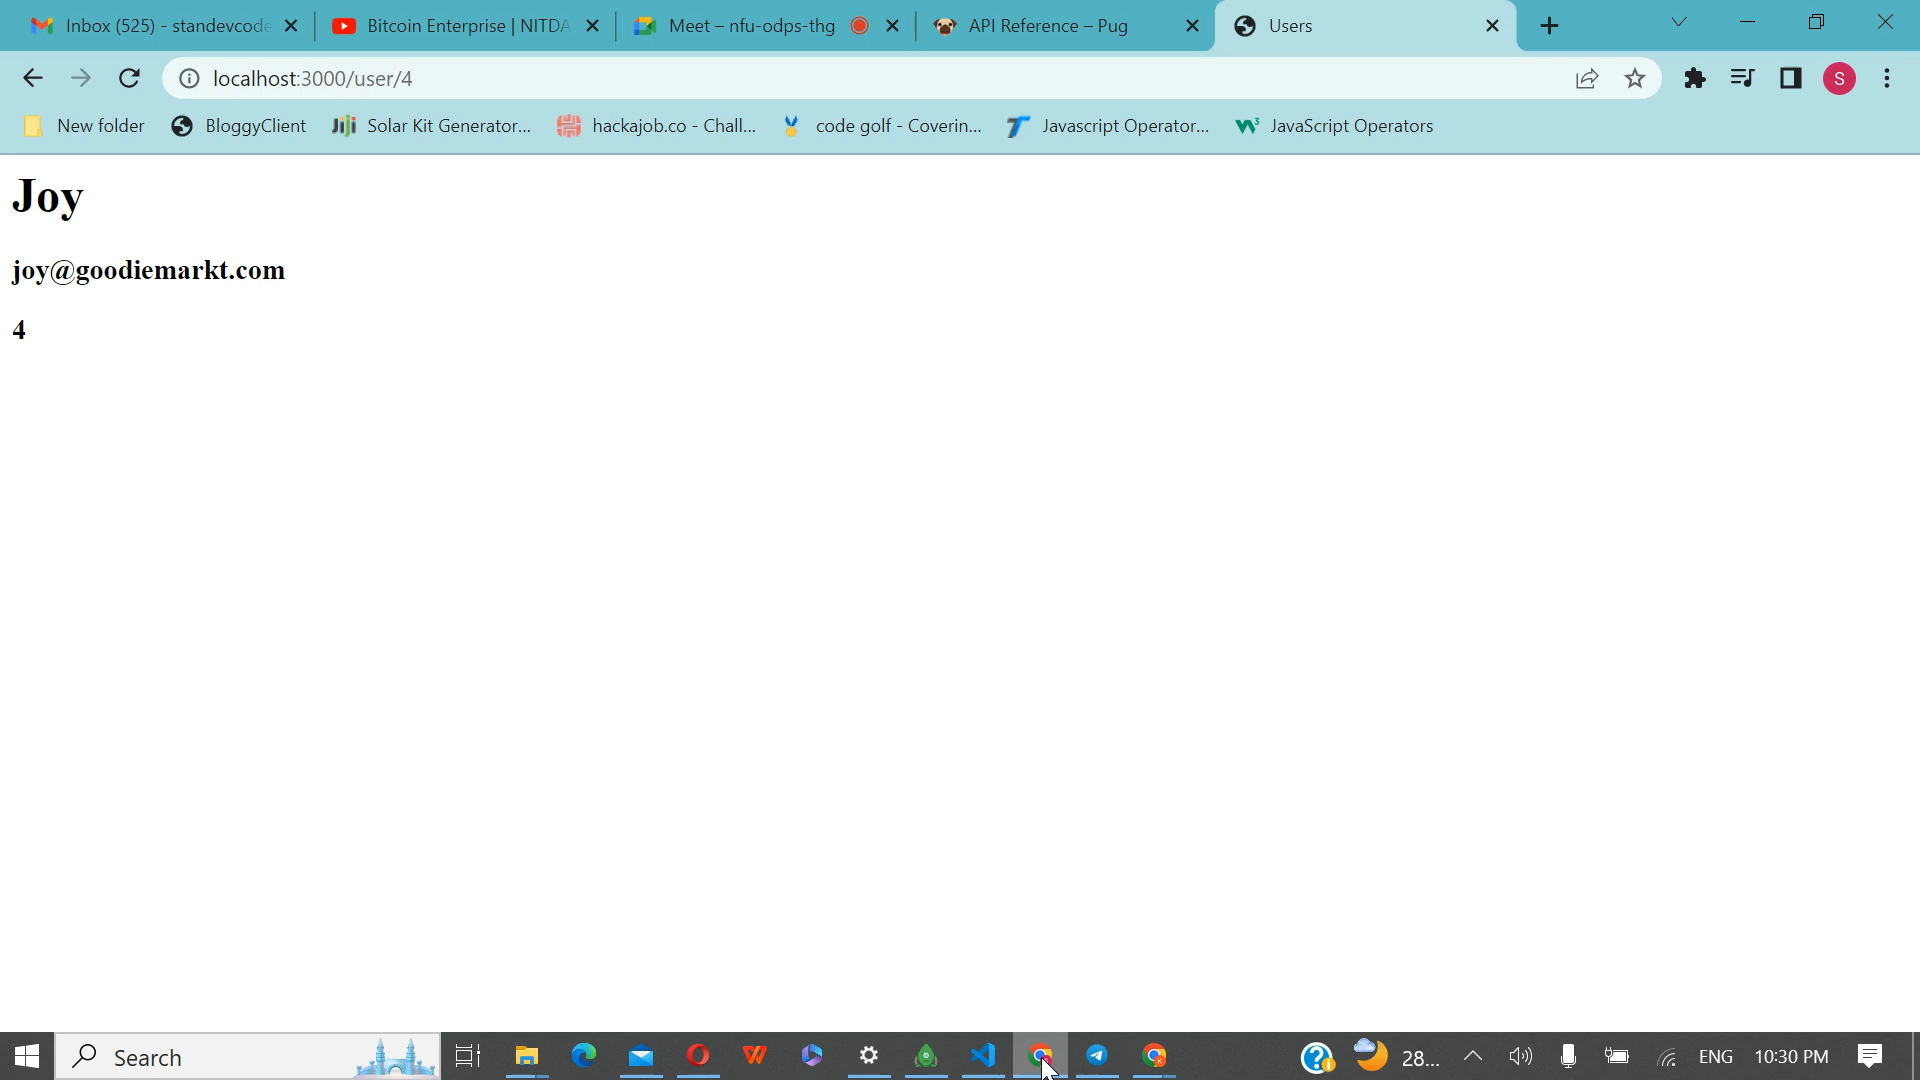 Inbox (525) - standevcode
Bitcoin Enterprise | NITDA
Meet – nfu-odps-thg
API Reference – Pug
Users
localhost:3000/user/4
S
New folder
BloggyClient
Jiji Solar Kit Generator...
hackajob.co - Chall...
code golf - Coverin...
Javascript Operator...
JavaScript Operators
Joy
joy@goodiemarkt.com
4
Search
28...
ENG
10:30 PM